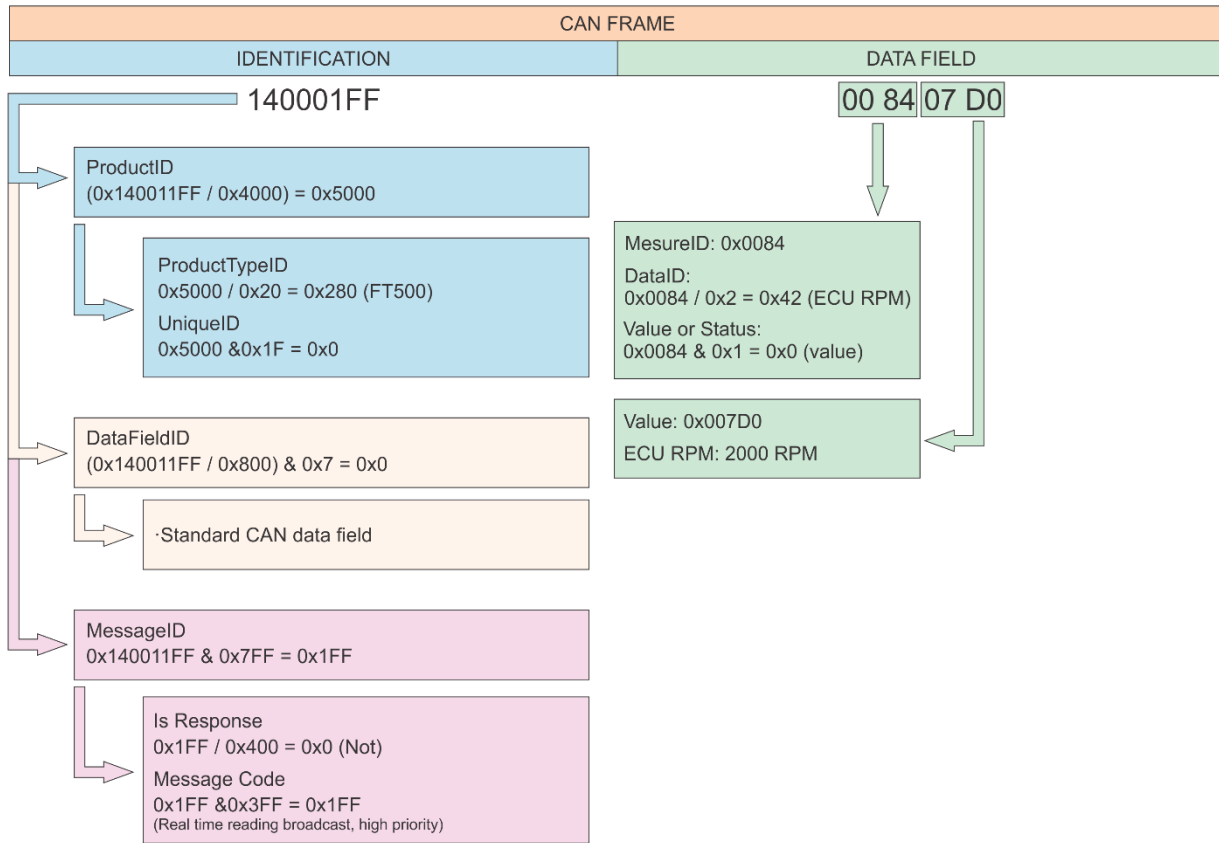 CAN FRAME
IDENTIFICATION
DATA FIELD
140001FF
00 84 07 D0
ProductID
(0x140011FF / 0x4000) = 0x5000
ProductTypeID
0x5000 / 0x20 = 0x280 (FT500)
UniqueID
0x5000 &0x1F = 0x0
MesureID: 0x0084
DataID:
0x0084 / 0x2 = 0x42 (ECU RPM)
Value or Status:
0x0084 & 0x1 = 0x0 (value)
DataFieldID
(0x140011FF / 0x800) & 0x7 = 0x0
·Standard CAN data field
Value: 0x007D0
ECU RPM: 2000 RPM
MessageID
0x140011FF & 0x7FF = 0x1FF
Is Response
0x1FF / 0x400 = 0x0 (Not)
Message Code
0x1FF &0x3FF = 0x1FF
(Real time reading broadcast, high priority)